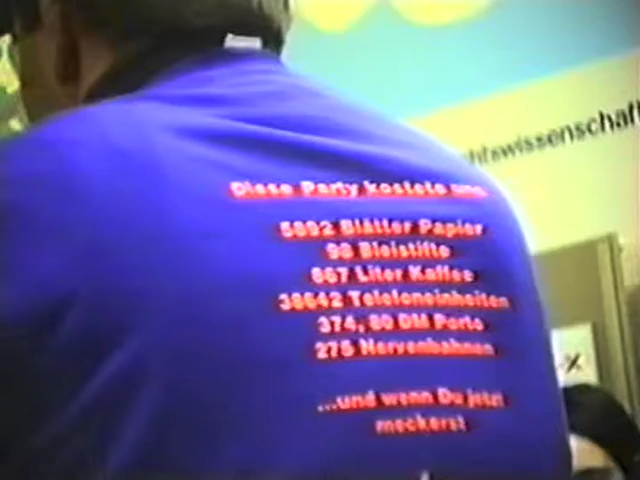 htswissenschaft
Diese Party kostete uns
5892 Blätter Papier
98 Bleistifte
867 Liter Kaffee
38642 Telefoneinheiten
374,80 DM Porto
275 Nervenbahnen
...und wenn Du jetzt
meckerst